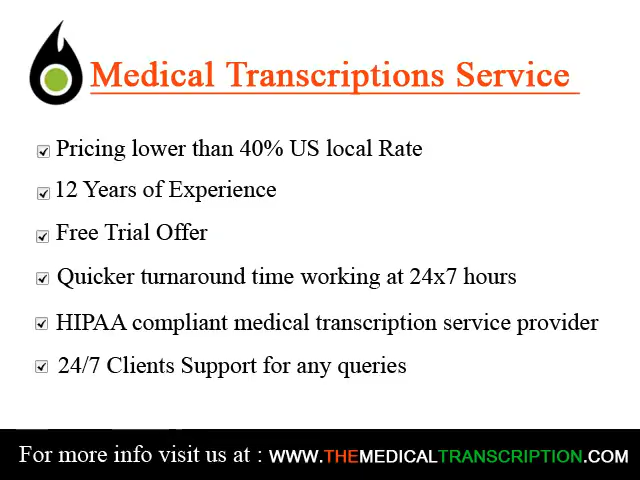 Medical Transcriptions Service
Pricing lower than 40% US local Rate
12 Years of Experience
Free Trial Offer
Quicker turnaround time working at 24x7 hours
HIPAA compliant medical transcription service provider
24/7 Clients Support for any queries
For more info visit us at : WWW.THEMEDICALTRANSCRIPTION.COM